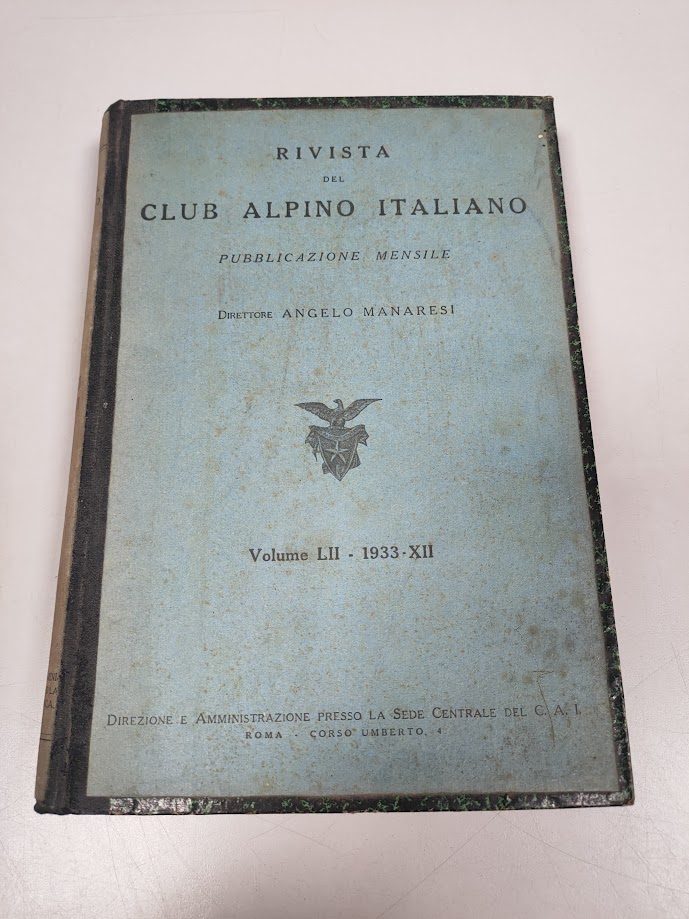 RIVISTA
DEL
CLUB ALPINO ITALIANO
PUBBLICAZIONE MENSILE
DIRETTORE ANGELO MANARESI
Volume LII - 1933-XII
DIREZIONE E AMMINISTRAZIONE PRESSO LA SEDE CENTRALE DEL C. A. I.
ROMA - CORSO UMBERTO, 4